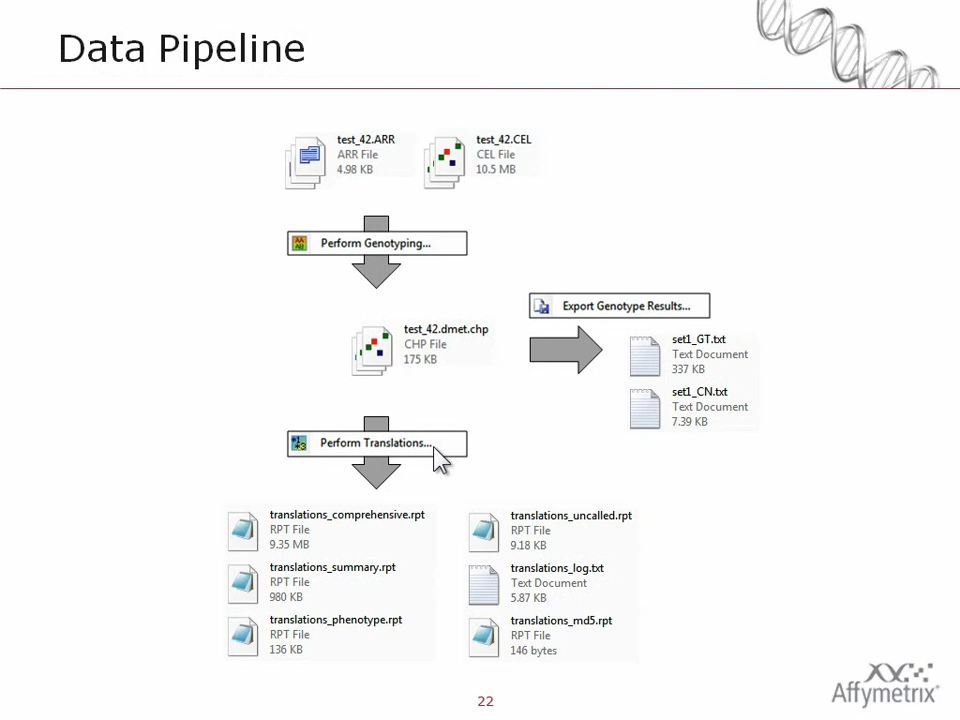 Data Pipeline
test_42.ARR
ARR File
4.98 KB
test_42.CEL
CEL File
10.5 MB
Perform Genotyping...
Export Genotype Results...
test_42.dmet.chp
CHP File
175 KB
set1_GT.txt
Text Document
337 KB
set1_CN.txt
Text Document
7.39 KB
Perform Translations...
translations_comprehensive.rpt
RPT File
9.35 MB
translations_summary.rpt
RPT File
980 KB
translations_phenotype.rpt
RPT File
136 KB
translations_uncalled.rpt
RPT File
9.18 KB
translations_log.txt
Text Document
5.87 KB
translations_md5.rpt
RPT File
146 bytes
22
Affymetrix